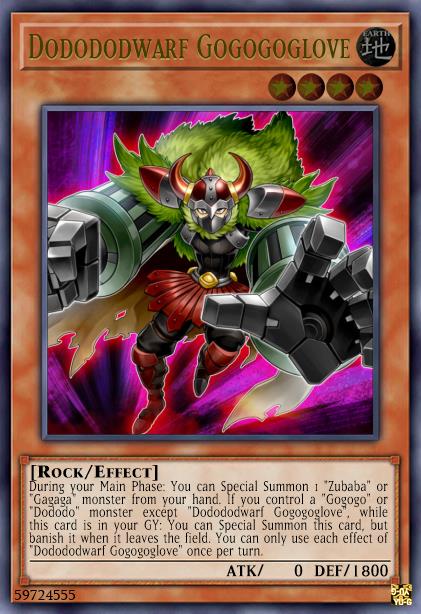 DODODODWARF GOGOGOGLOVE
EARTH
地
[ROCK/EFFECT]
During your Main Phase: You can Special Summon 1 "Zubaba" or
"Gagaga" monster from your hand. If you control a "Gogogo" or
"Dododo" monster except "Dodododwarf Gogogoglove", while
this card is in your GY: You can Special Summon this card, but
banish it when it leaves the field. You can only use each effect of
"Dodododwarf Gogogoglove" once per turn.
ATK/ 0 DEF/1800
59724555